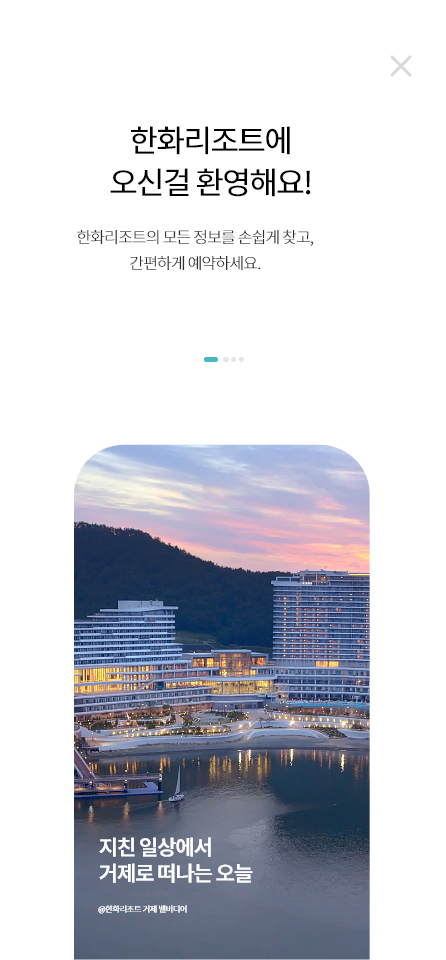 한화리조트에
오신걸 환영해요!
한화리조트의 모든 정보를 손쉽게 찾고,
간편하게 예약하세요.
지친 일상에서
거제로 떠나는 오늘
@한화리조트 거제 벨버디어